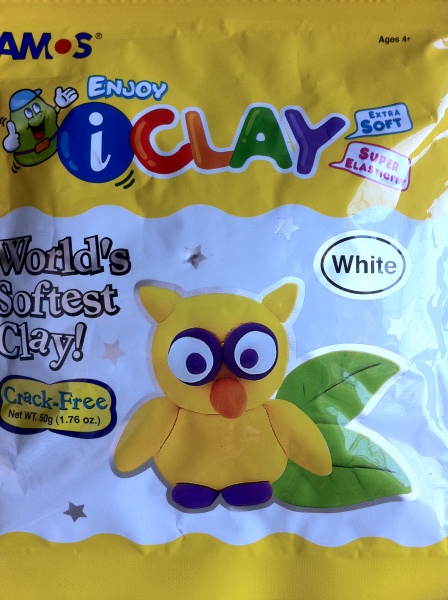 AMOS®
Ages 4+
ENJOY
iCLAY
EXTRA
SOFT
SUPER
ELASTICITY
World's
Softest
Clay!
White
Crack-Free
Net WT. 50g (1.76 oz.)